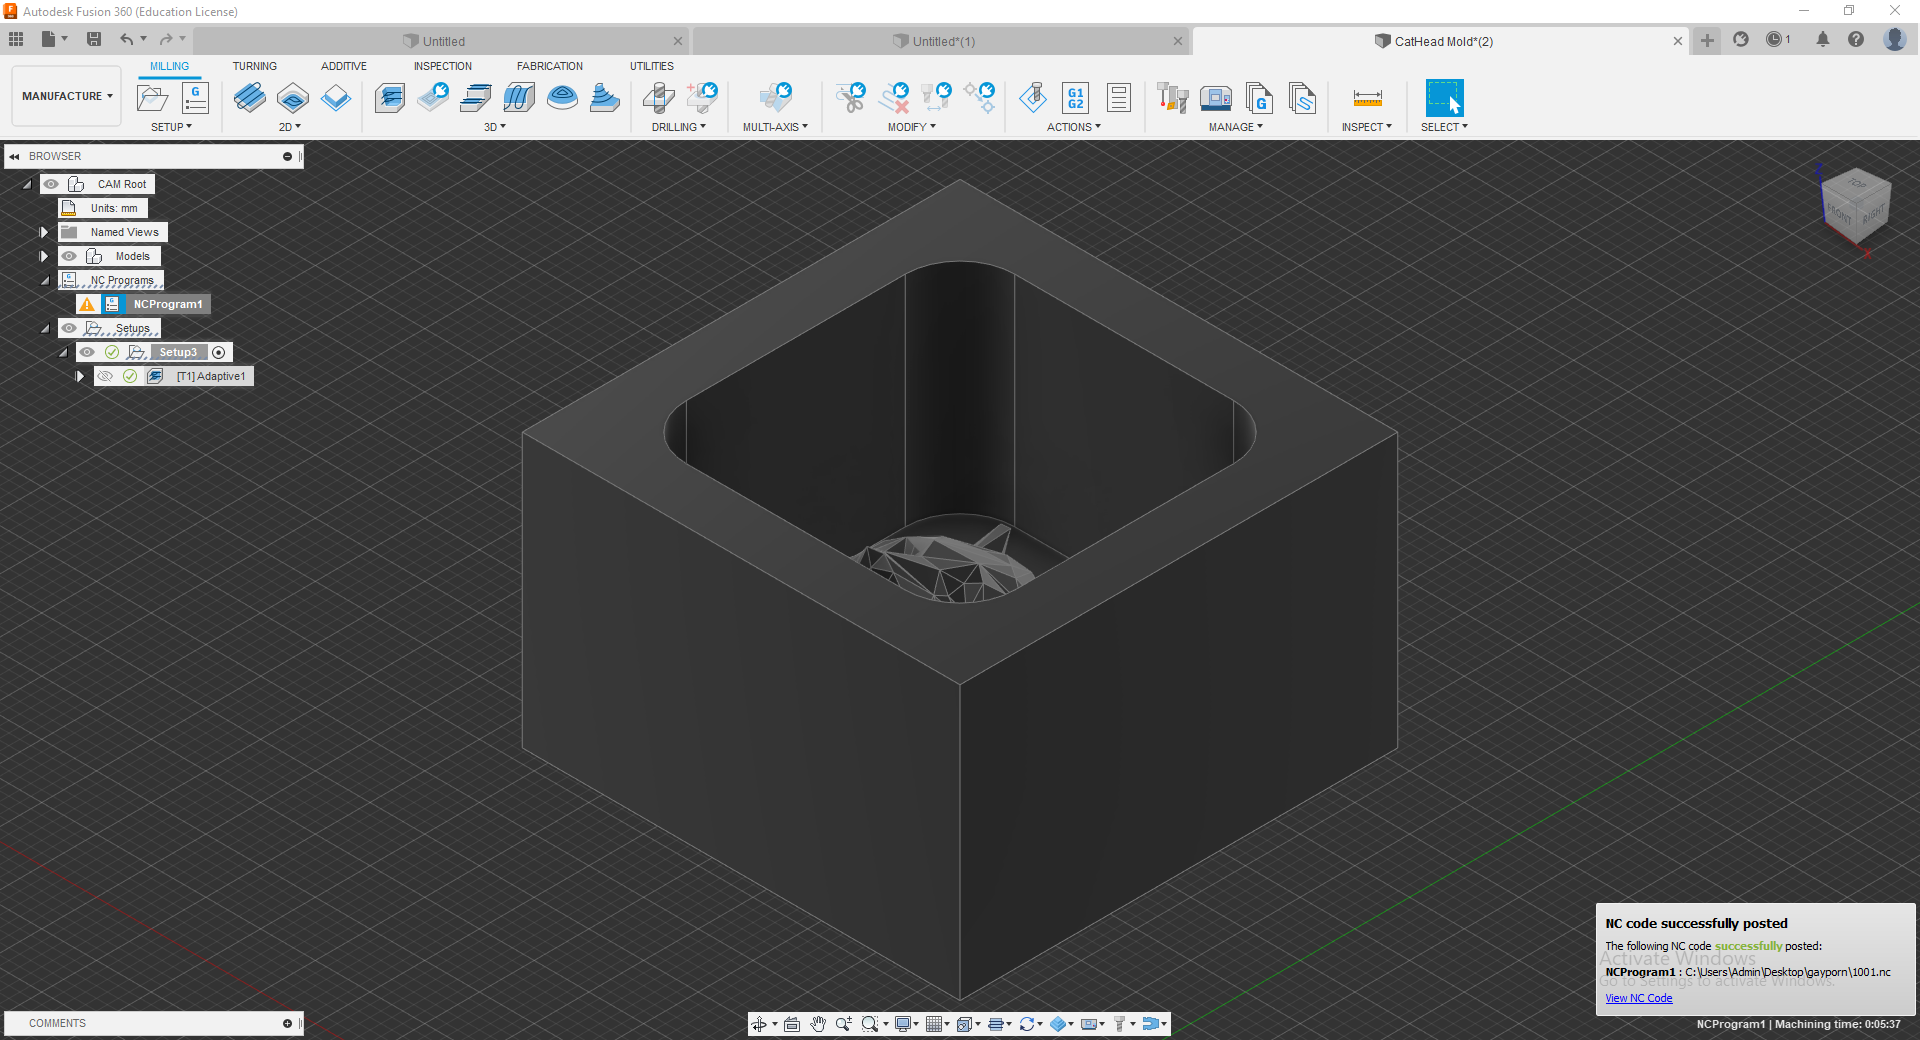 Autodesk Fusion 360 (Education License)
Untitled
Untitled*(1)
CatHead Mold*(2)
1
MILLING
TURNING
ADDITIVE
INSPECTION
FABRICATION
UTILITIES
MANUFACTURE
G
G1
G2
G
SETUP
2D
3D
DRILLING
MULTI-AXIS
MODIFY
ACTIONS
MANAGE
INSPECT
SELECT
BROWSER
CAM Root
Units: mm
Named Views
Models
NC Programs
NCProgram1
Setups
Setup3
[T1] Adaptive1
Z
TOP
FRONT
RIGHT
X
NC code successfully posted
The following NC code successfully posted:
Activate Windows
NCProgram1 : C:\Users\Admin\Desktop\gayporn\1001.nc
Go to Settings to activate Windows.
View NC Code
COMMENTS
NCProgram1 | Machining time: 0:05:37